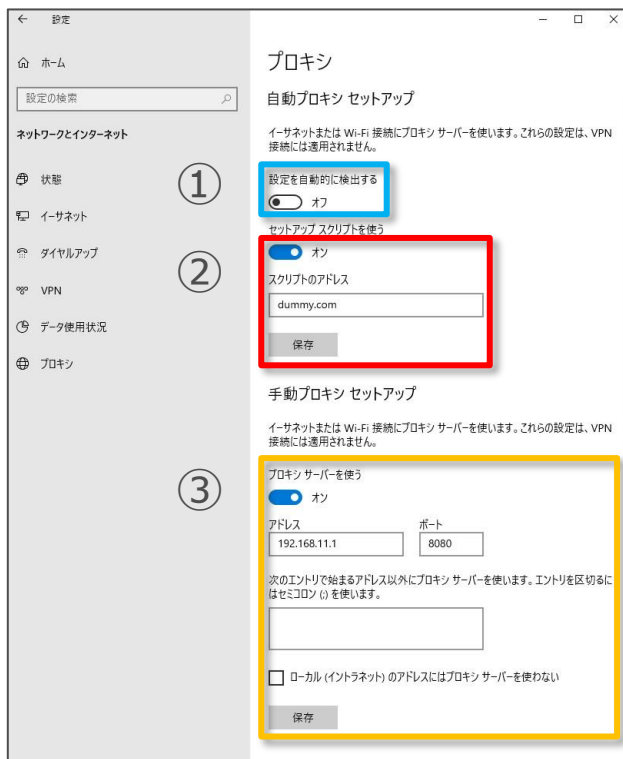 ← 設定
ホーム
設定の検索
ネットワークとインターネット
状態
イーサネット
ダイヤルアップ
VPN
データ使用状況
プロキシ
プロキシ
自動プロキシ セットアップ
イーサネットまたは Wi-Fi 接続にプロキシ サーバーを使います。これらの設定は、VPN
接続には適用されません。
①
設定を自動的に検出する
オフ
②
セットアップ スクリプトを使う
オン
スクリプトのアドレス
dummy.com
保存
手動プロキシ セットアップ
イーサネットまたは Wi-Fi 接続にプロキシ サーバーを使います。これらの設定は、VPN
接続には適用されません。
③
プロキシ サーバーを使う
オン
アドレス ポート
192.168.11.1 8080
次のエントリで始まるアドレス以外にプロキシ サーバーを使います。エントリを区切るに
はセミコロン (;) を使います。
ローカル (イントラネット) のアドレスにはプロキシ サーバーを使わない
保存